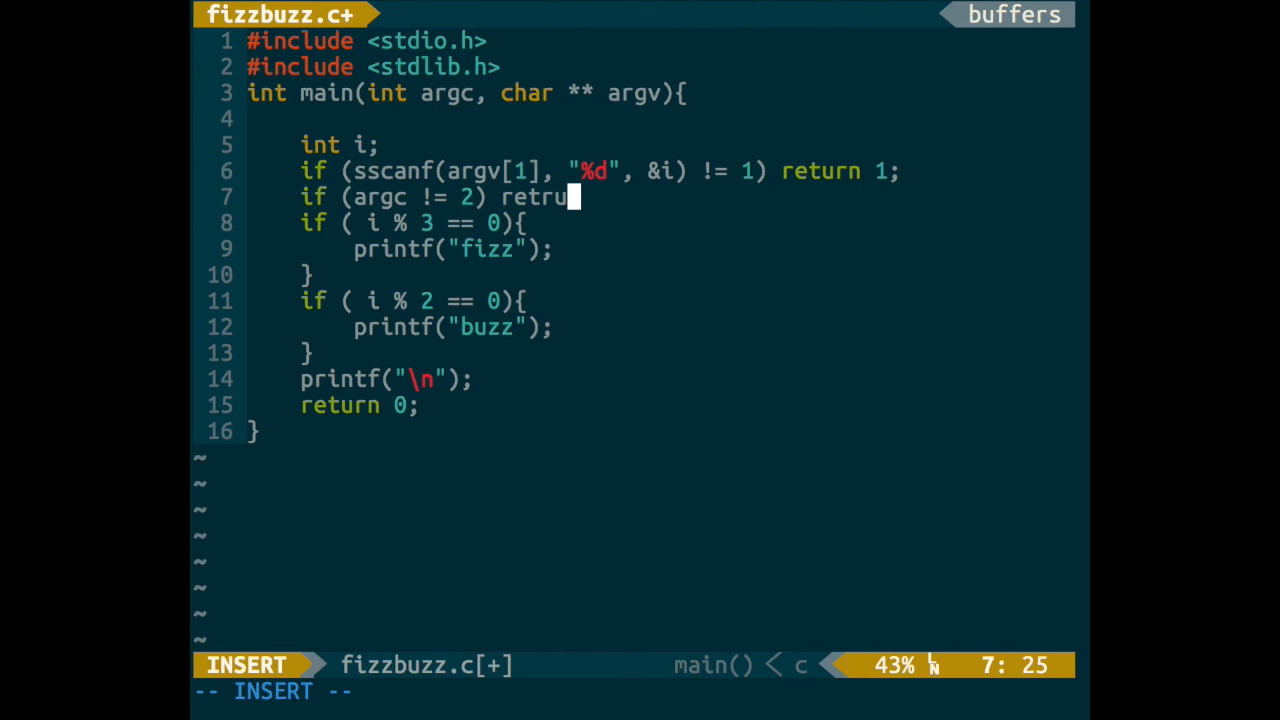 fizzbuzz.c+ buffers
1 #include <stdio.h>
2 #include <stdlib.h>
3 int main(int argc, char ** argv){
4
5     int i;
6     if (sscanf(argv[1], "%d", &i) != 1) return 1;
7     if (argc != 2) retru
8     if ( i % 3 == 0){
9         printf("fizz");
10     }
11     if ( i % 2 == 0){
12         printf("buzz");
13     }
14     printf("\n");
15     return 0;
16 }
~
~
~
~
~
~
~
~
INSERT fizzbuzz.c[+] main() < c 43% ␤ 7: 25
-- INSERT --